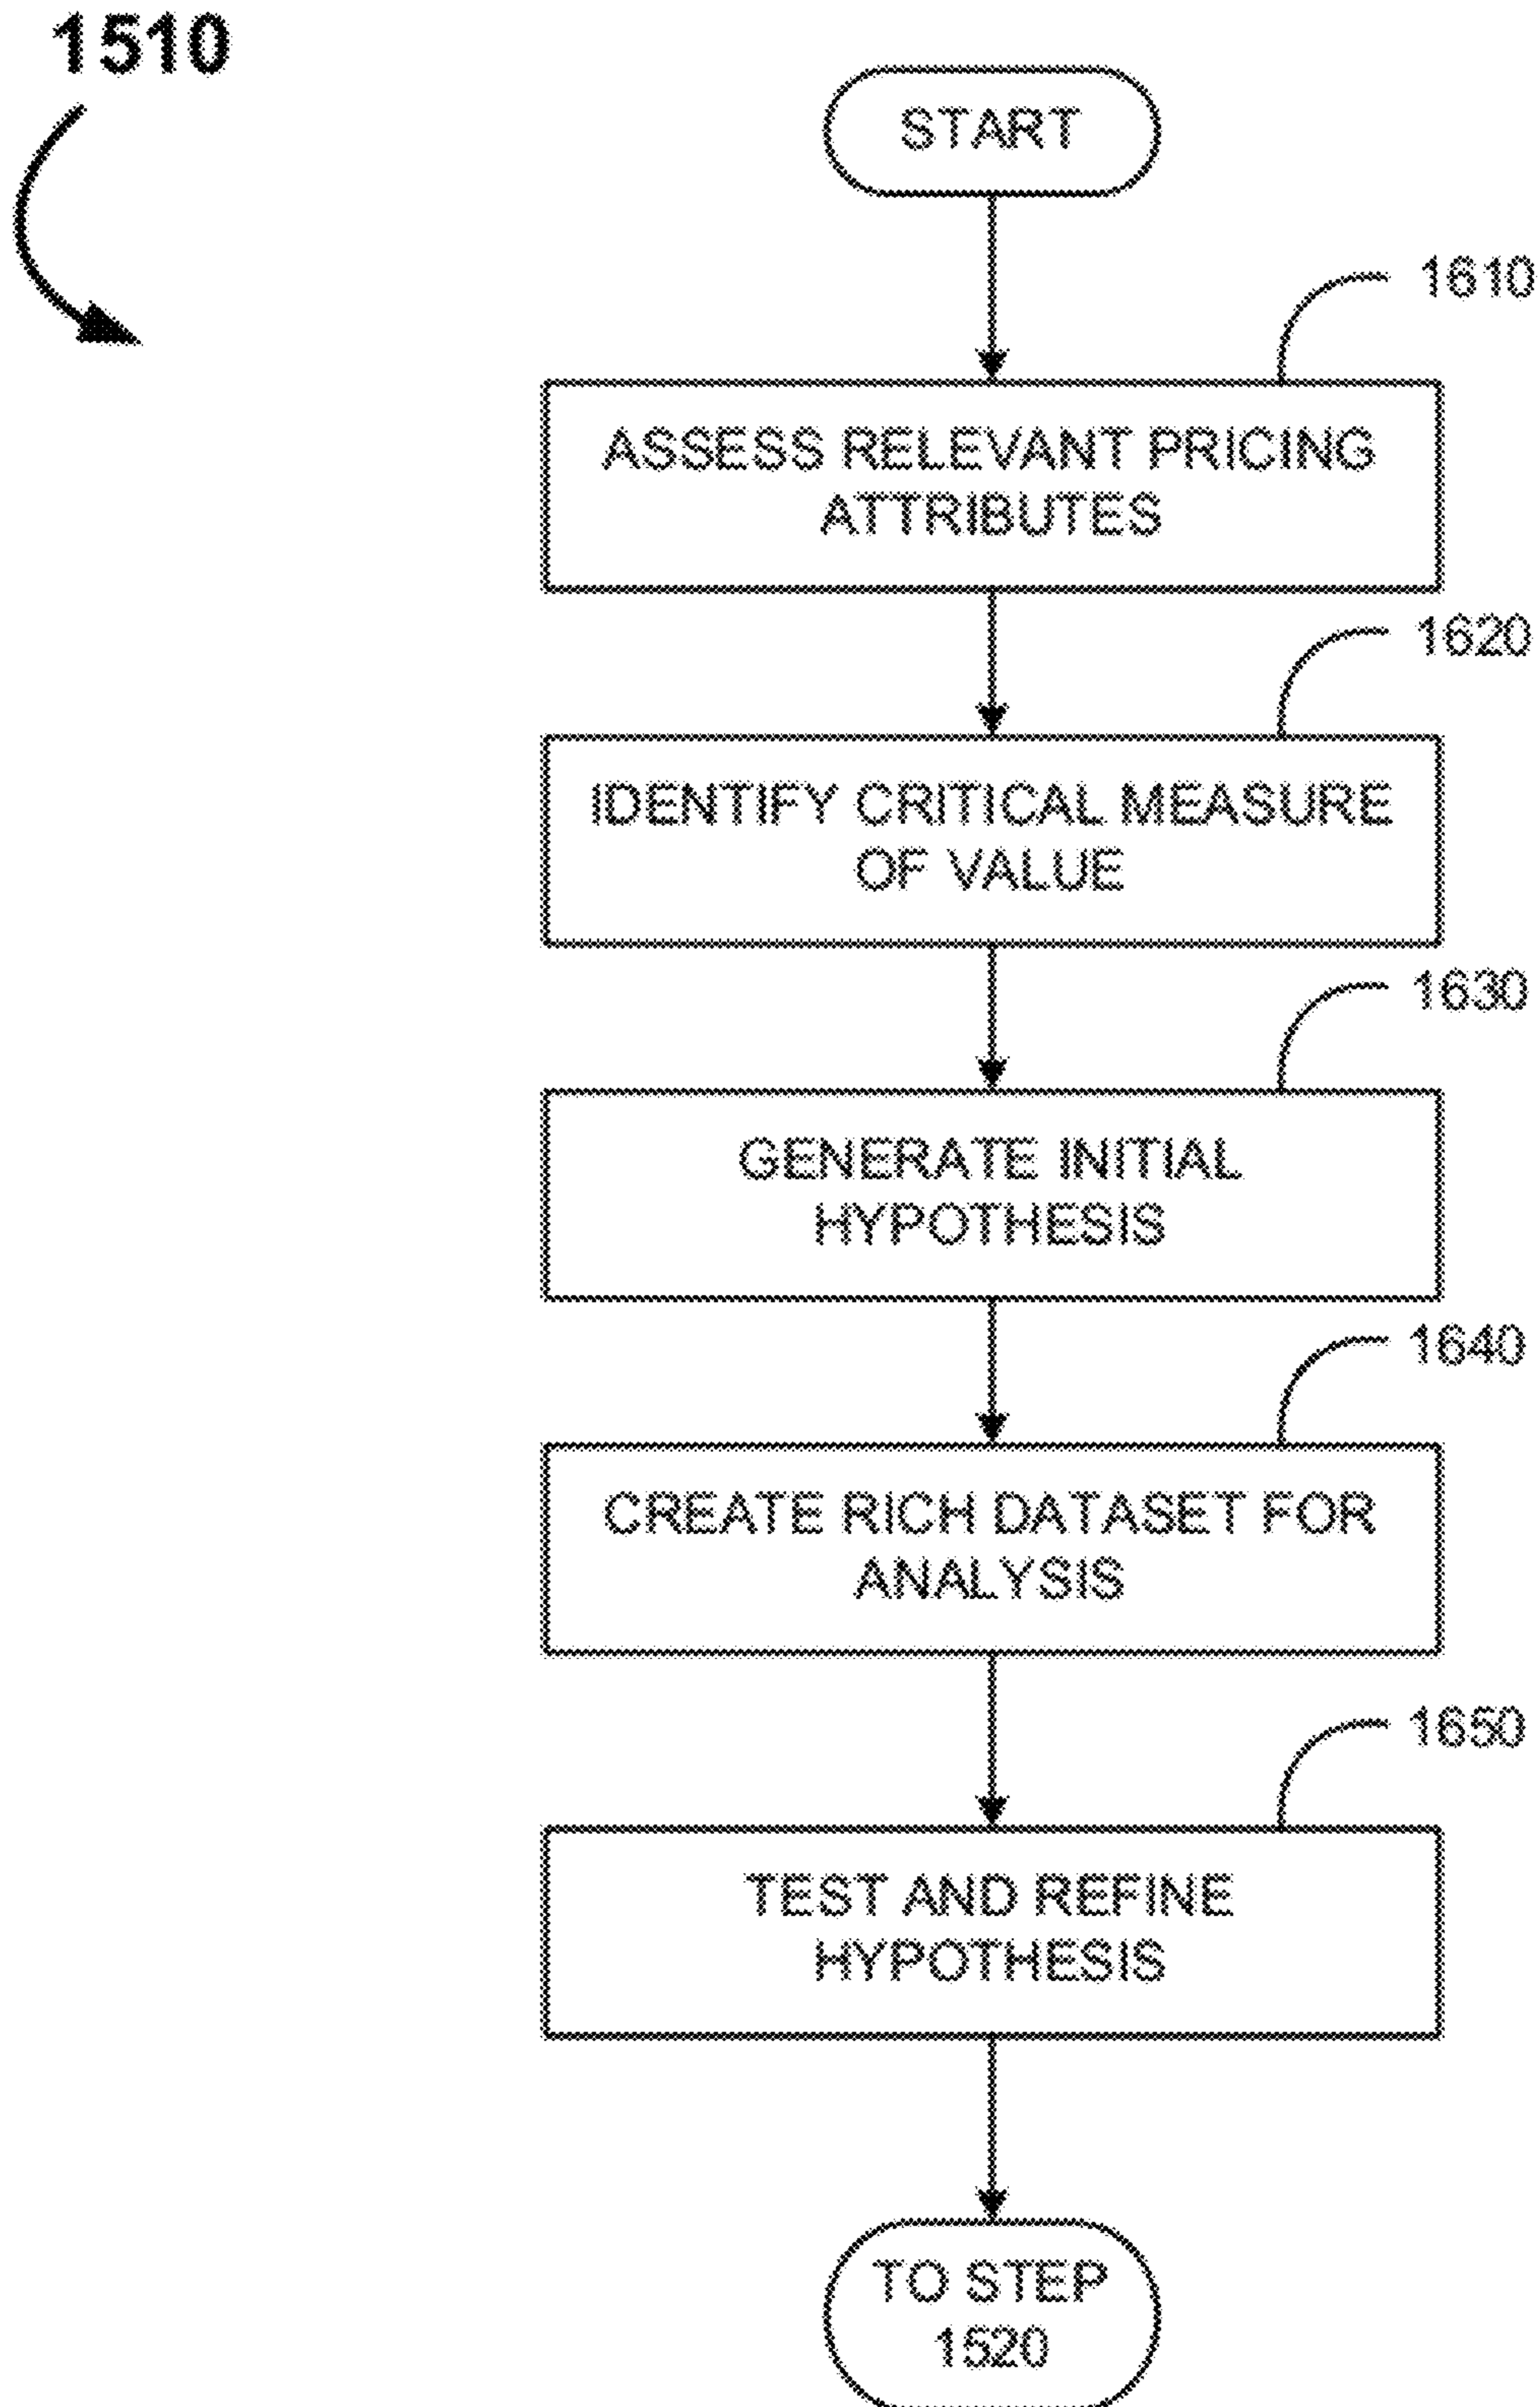 1510
START
1610
ASSESS RELEVANT PRICING
ATTRIBUTES
1620
IDENTIFY CRITICAL MEASURE
OF VALUE
1630
GENERATE INITIAL
HYPOTHESIS
1640
CREATE RICH DATASET FOR
ANALYSIS
1650
TEST AND REFINE
HYPOTHESIS
TO STEP
1520